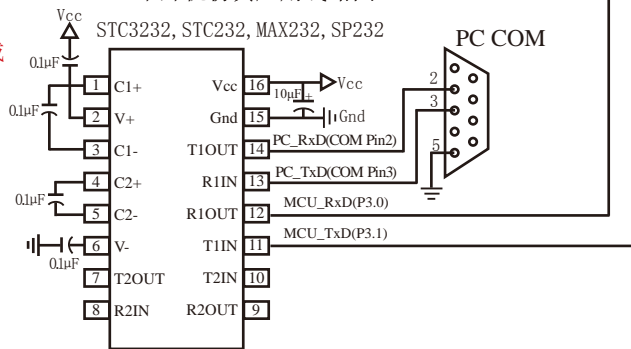 Vcc
STC3232, STC232, MAX232, SP232
PC COM
0.1μF
1 C1+ Vcc 16 Vcc
0.1μF
10μF +
2 V+ Gnd 15 Gnd
3 C1- T1OUT 14 PC_RxD(COM Pin2)
4 C2+ R1IN 13 PC_TxD(COM Pin3)
0.1μF
5 C2- R1OUT 12 MCU_RxD(P3.0)
6 V- T1IN 11 MCU_TxD(P3.1)
0.1μF
7 T2OUT T2IN 10
8 R2IN R2OUT 9
2
3
5